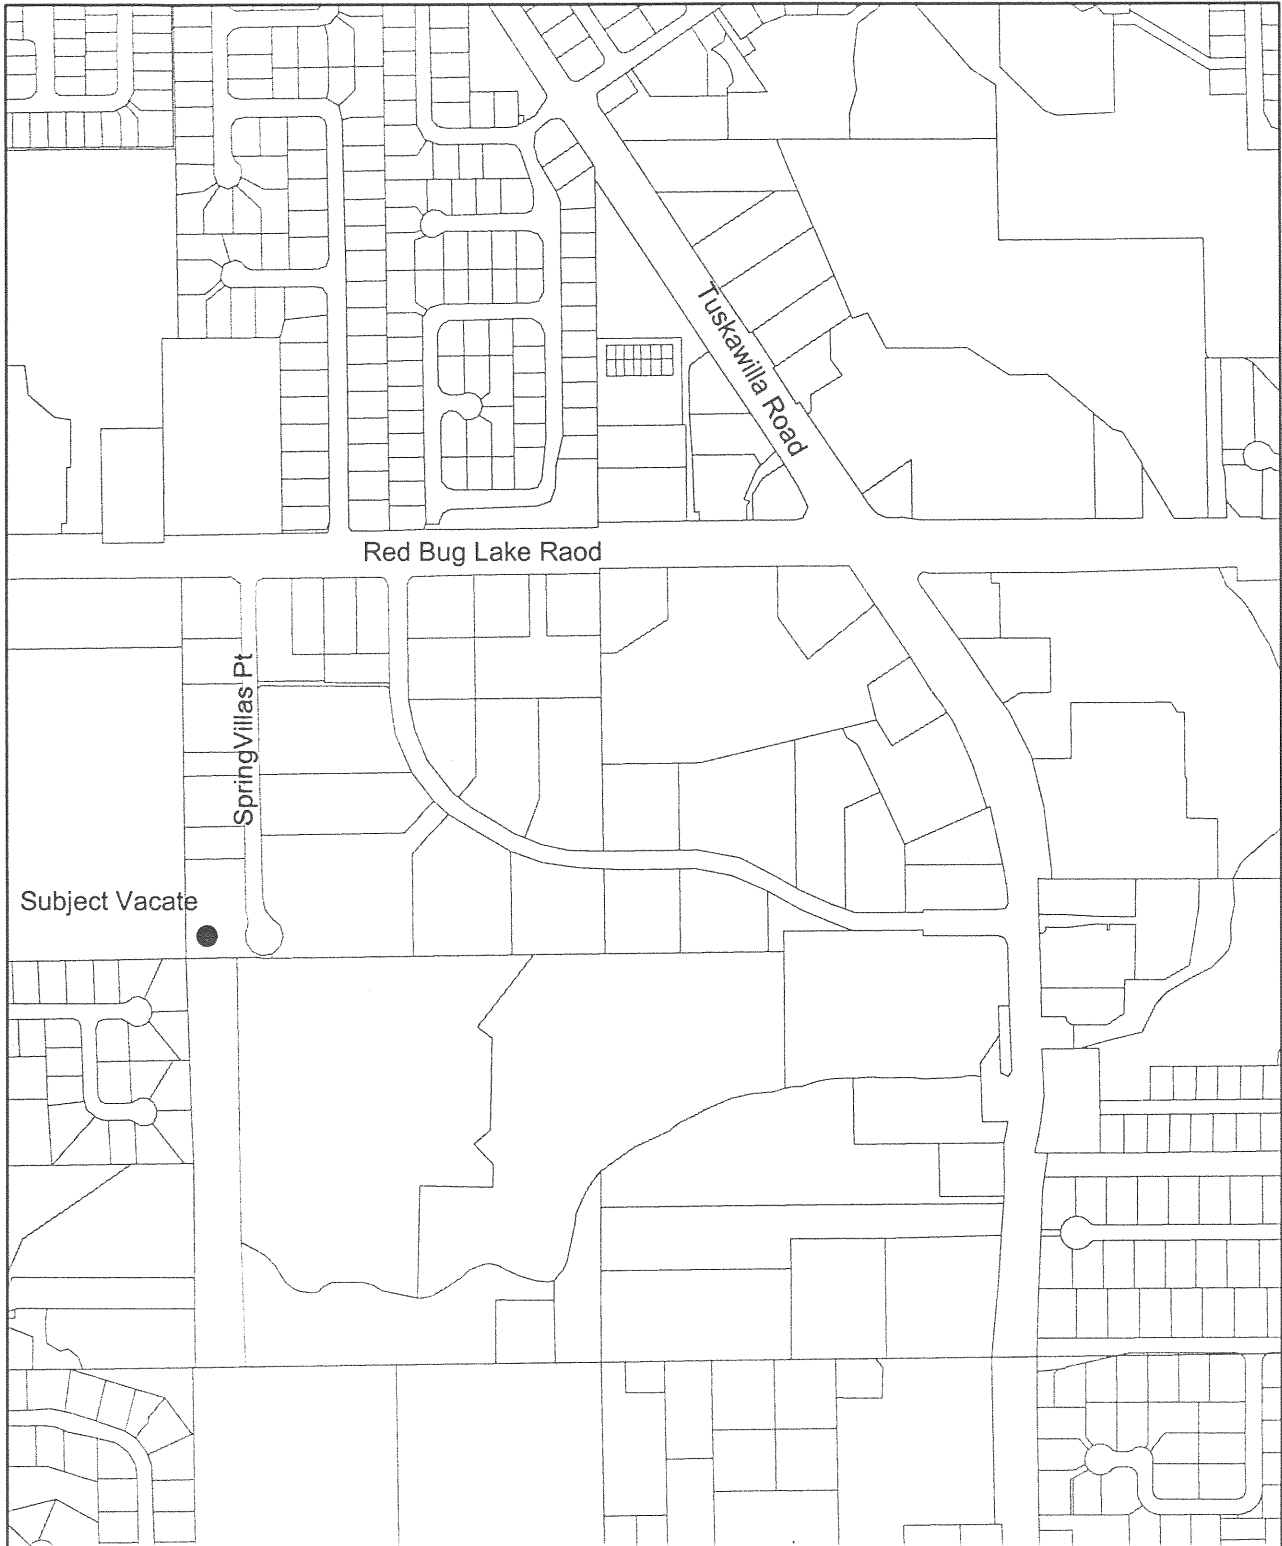 Tuskawilla Road
Red Bug Lake Raod
SpringVillas Pt
Subject Vacate